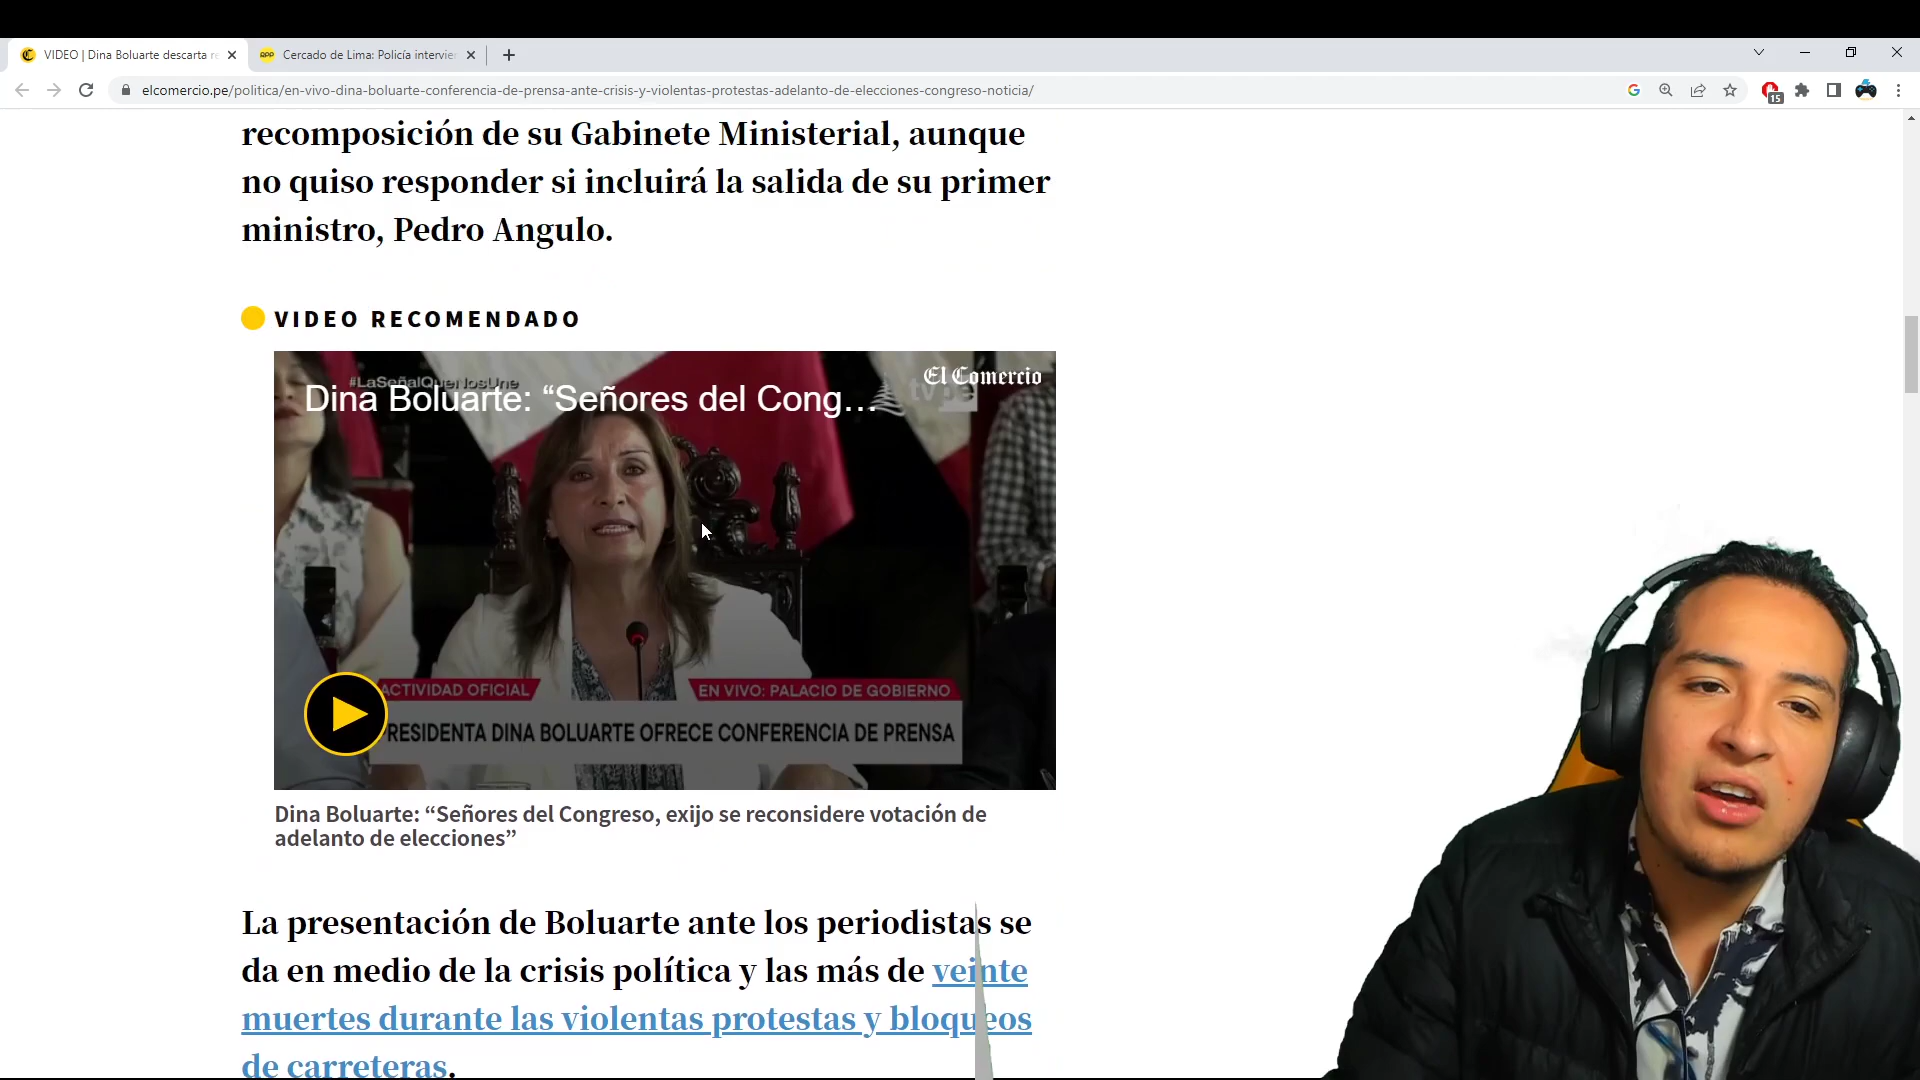 VIDEO | Dina Boluarte descarta re
Cercado de Lima: Policía intervie
elcomercio.pe/politica/en-vivo-dina-boluarte-conferencia-de-prensa-ante-crisis-y-violentas-protestas-adelanto-de-elecciones-congreso-noticia/
15
recomposición de su Gabinete Ministerial, aunque
no quiso responder si incluirá la salida de su primer
ministro, Pedro Angulo.
VIDEO RECOMENDADO
El Comercio
#LaSeñalQueNosUne
tvpe
Dina Boluarte: “Señores del Cong...
ACTIVIDAD OFICIAL
EN VIVO: PALACIO DE GOBIERNO
RESIDENTA DINA BOLUARTE OFRECE CONFERENCIA DE PRENSA
Dina Boluarte: “Señores del Congreso, exijo se reconsidere votación de
adelanto de elecciones”
La presentación de Boluarte ante los periodistas se
da en medio de la crisis política y las más de veinte
muertes durante las violentas protestas y bloqueos
de carreteras.